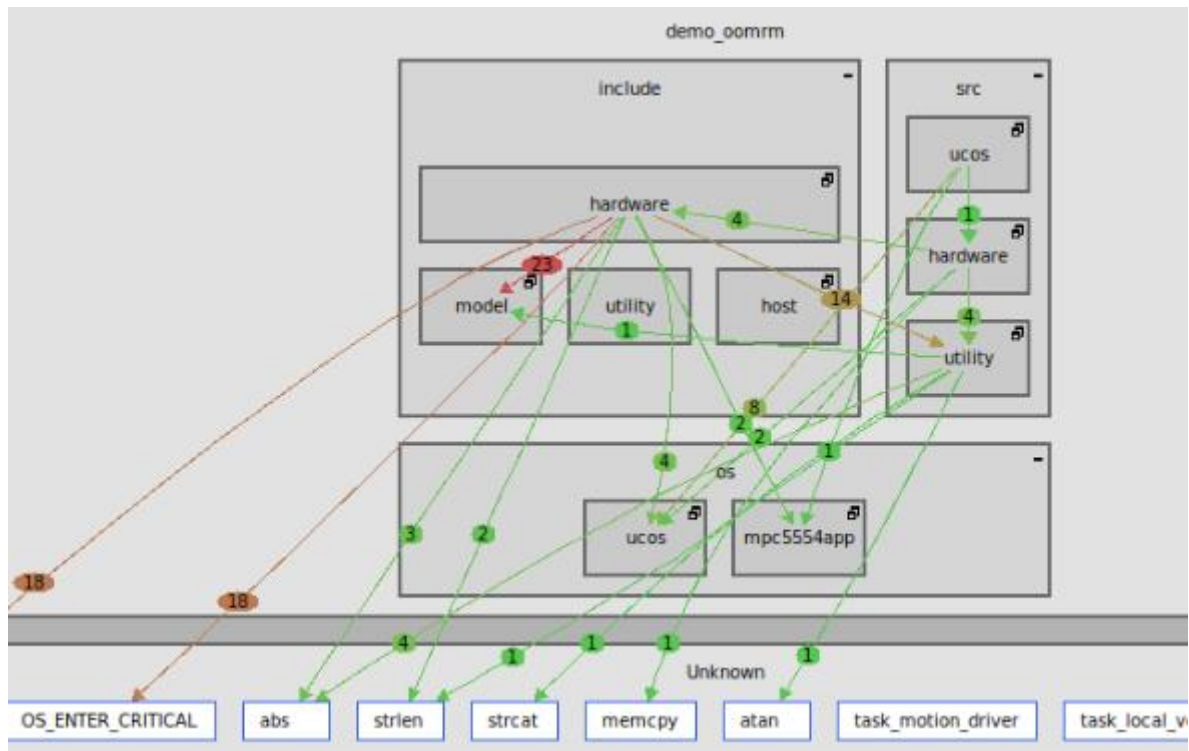 demo_oomrm
include
src
ucos
hardware
4
1
hardware
23
14
4
model
utility
host
1
utility
8
2
2
1
4
os
3
2
ucos
mpc5554app
18
18
4
1
1
1
1
Unknown
OS_ENTER_CRITICAL
abs
strlen
strcat
memcpy
atan
task_motion_driver